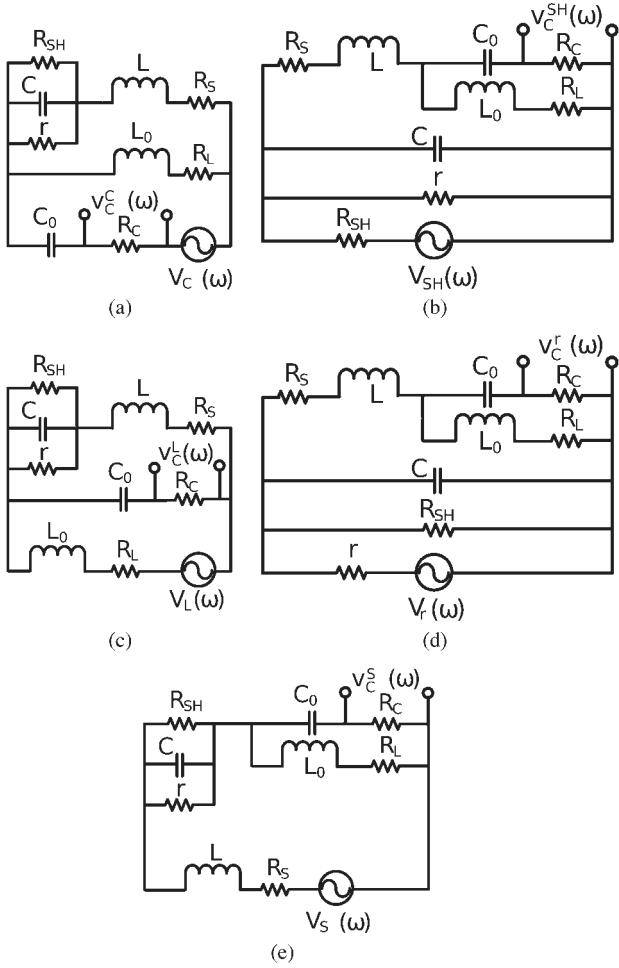 R_SH
C
r
L
R_S
L_0
R_L
v_C^C (ω)
C_0
R_C
V_C (ω)
(a)
v_C^SH(ω)
R_S
L
C_0
R_C
L_0
R_L
C
r
R_SH
V_SH(ω)
(b)
R_SH
C
r
L
R_S
v_C^L(ω)
C_0
R_C
L_0
R_L
V_L(ω)
(c)
v_C^r (ω)
R_S
L
C_0
R_C
L_0
R_L
C
R_SH
r
V_r(ω)
(d)
v_C^S (ω)
R_SH
C_0
R_C
C
L_0
R_L
r
L
R_S
V_S (ω)
(e)